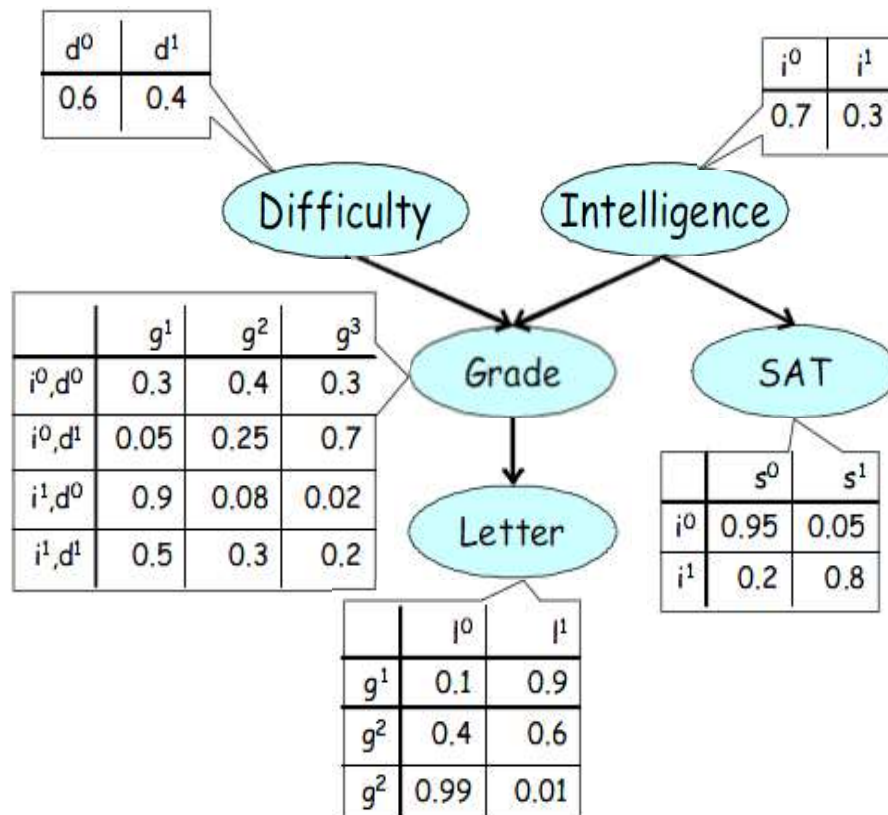 d⁰ d¹
0.6 0.4
i⁰ i¹
0.7 0.3
Difficulty
Intelligence
g¹ g² g³
i⁰,d⁰ 0.3 0.4 0.3
i⁰,d¹ 0.05 0.25 0.7
i¹,d⁰ 0.9 0.08 0.02
i¹,d¹ 0.5 0.3 0.2
Grade
SAT
s⁰ s¹
i⁰ 0.95 0.05
i¹ 0.2 0.8
Letter
l⁰ l¹
g¹ 0.1 0.9
g² 0.4 0.6
g² 0.99 0.01